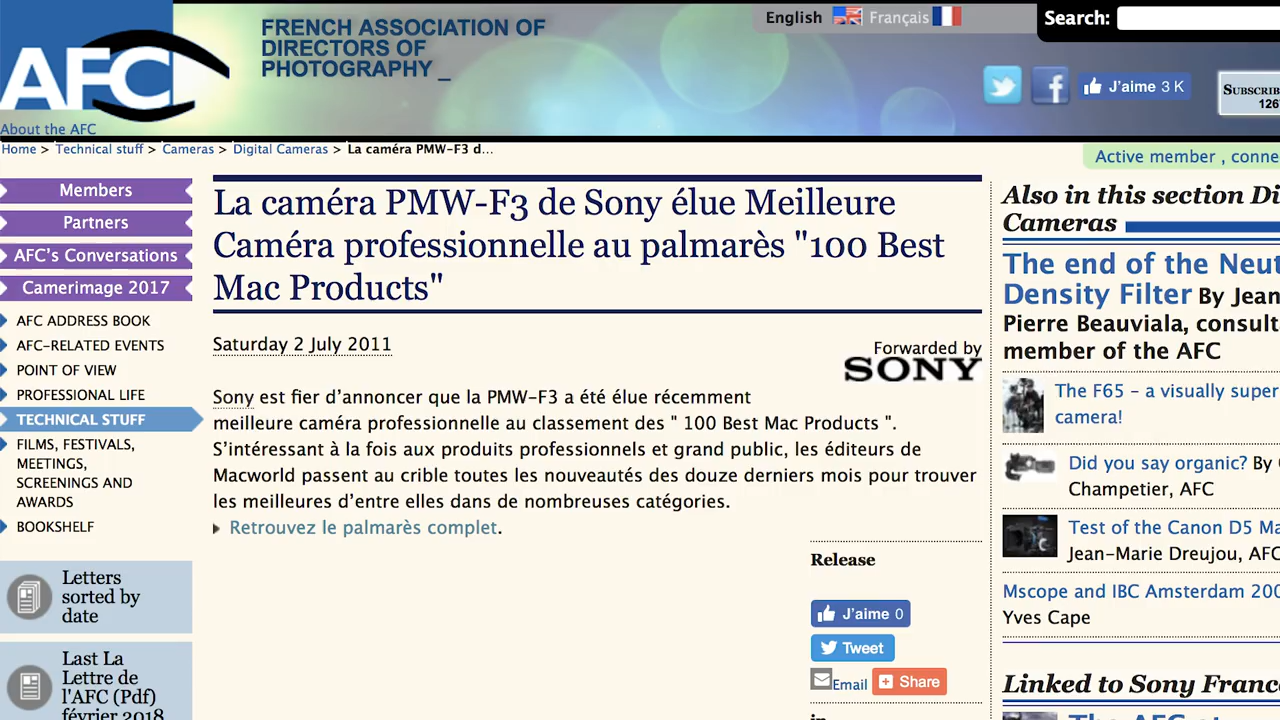 English
Français
Search:
FRENCH ASSOCIATION OF
DIRECTORS OF
PHOTOGRAPHY _
AFC
J'aime 3 K
SUBSCRIB
126
About the AFC
Home > Technical stuff > Cameras > Digital Cameras > La caméra PMW-F3 d...
Active member , conne
Members
Partners
AFC's Conversations
Camerimage 2017
AFC ADDRESS BOOK
AFC-RELATED EVENTS
POINT OF VIEW
PROFESSIONAL LIFE
TECHNICAL STUFF
FILMS, FESTIVALS,
MEETINGS,
SCREENINGS AND
AWARDS
BOOKSHELF
Letters
sorted by
date
Last La
Lettre de
l'AFC (Pdf)
février 2018
La caméra PMW-F3 de Sony élue Meilleure
Caméra professionnelle au palmarès "100 Best
Mac Products"
Saturday 2 July 2011
Forwarded by
SONY
Sony est fier d’annoncer que la PMW-F3 a été élue récemment
meilleure caméra professionnelle au classement des " 100 Best Mac Products ".
S’intéressant à la fois aux produits professionnels et grand public, les éditeurs de
Macworld passent au crible toutes les nouveautés des douze derniers mois pour trouver
les meilleures d’entre elles dans de nombreuses catégories.
Retrouvez le palmarès complet.
Release
J'aime 0
Tweet
Email
Share
in
Also in this section Di
Cameras
The end of the Neut
Density Filter By Jean
Pierre Beauviala, consult
member of the AFC
The F65 – a visually super
camera!
Did you say organic? By C
Champetier, AFC
Test of the Canon D5 Ma
Jean-Marie Dreujou, AFC
Mscope and IBC Amsterdam 200
Yves Cape
Linked to Sony Franc
The AFC at